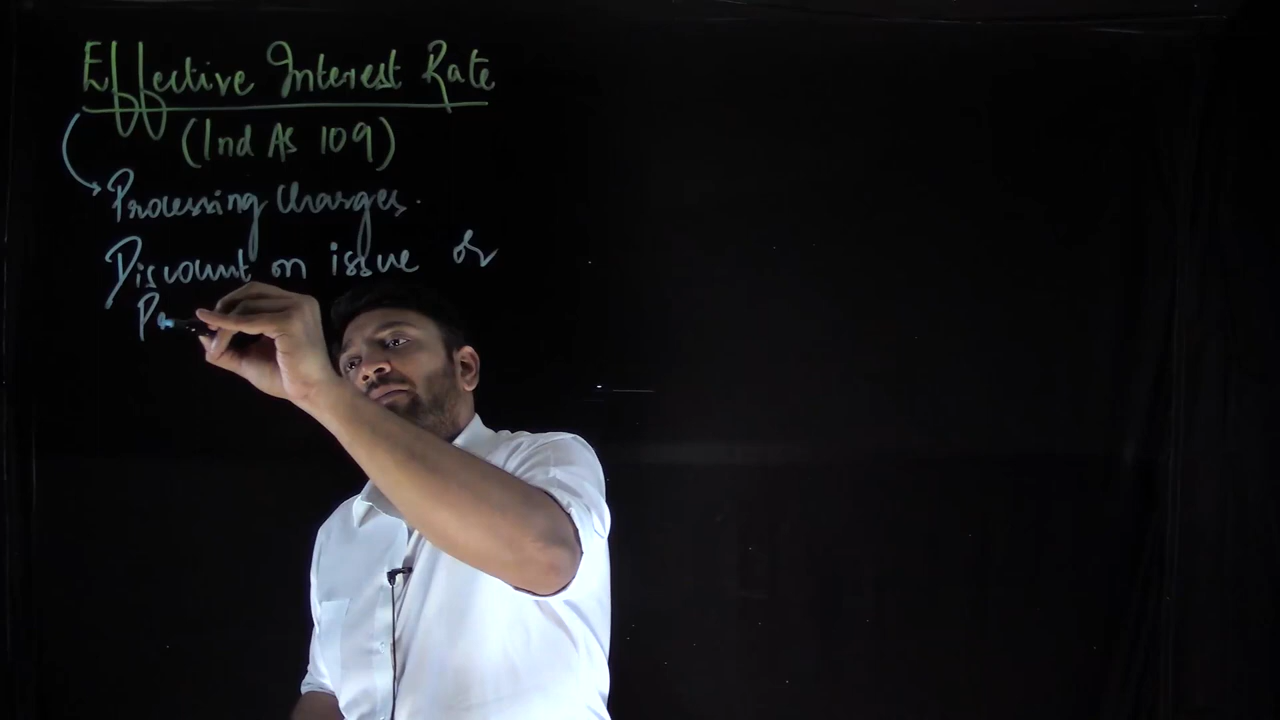 Effective Interest Rate
(Ind AS 109)
Processing Charges.
Discount on issue or